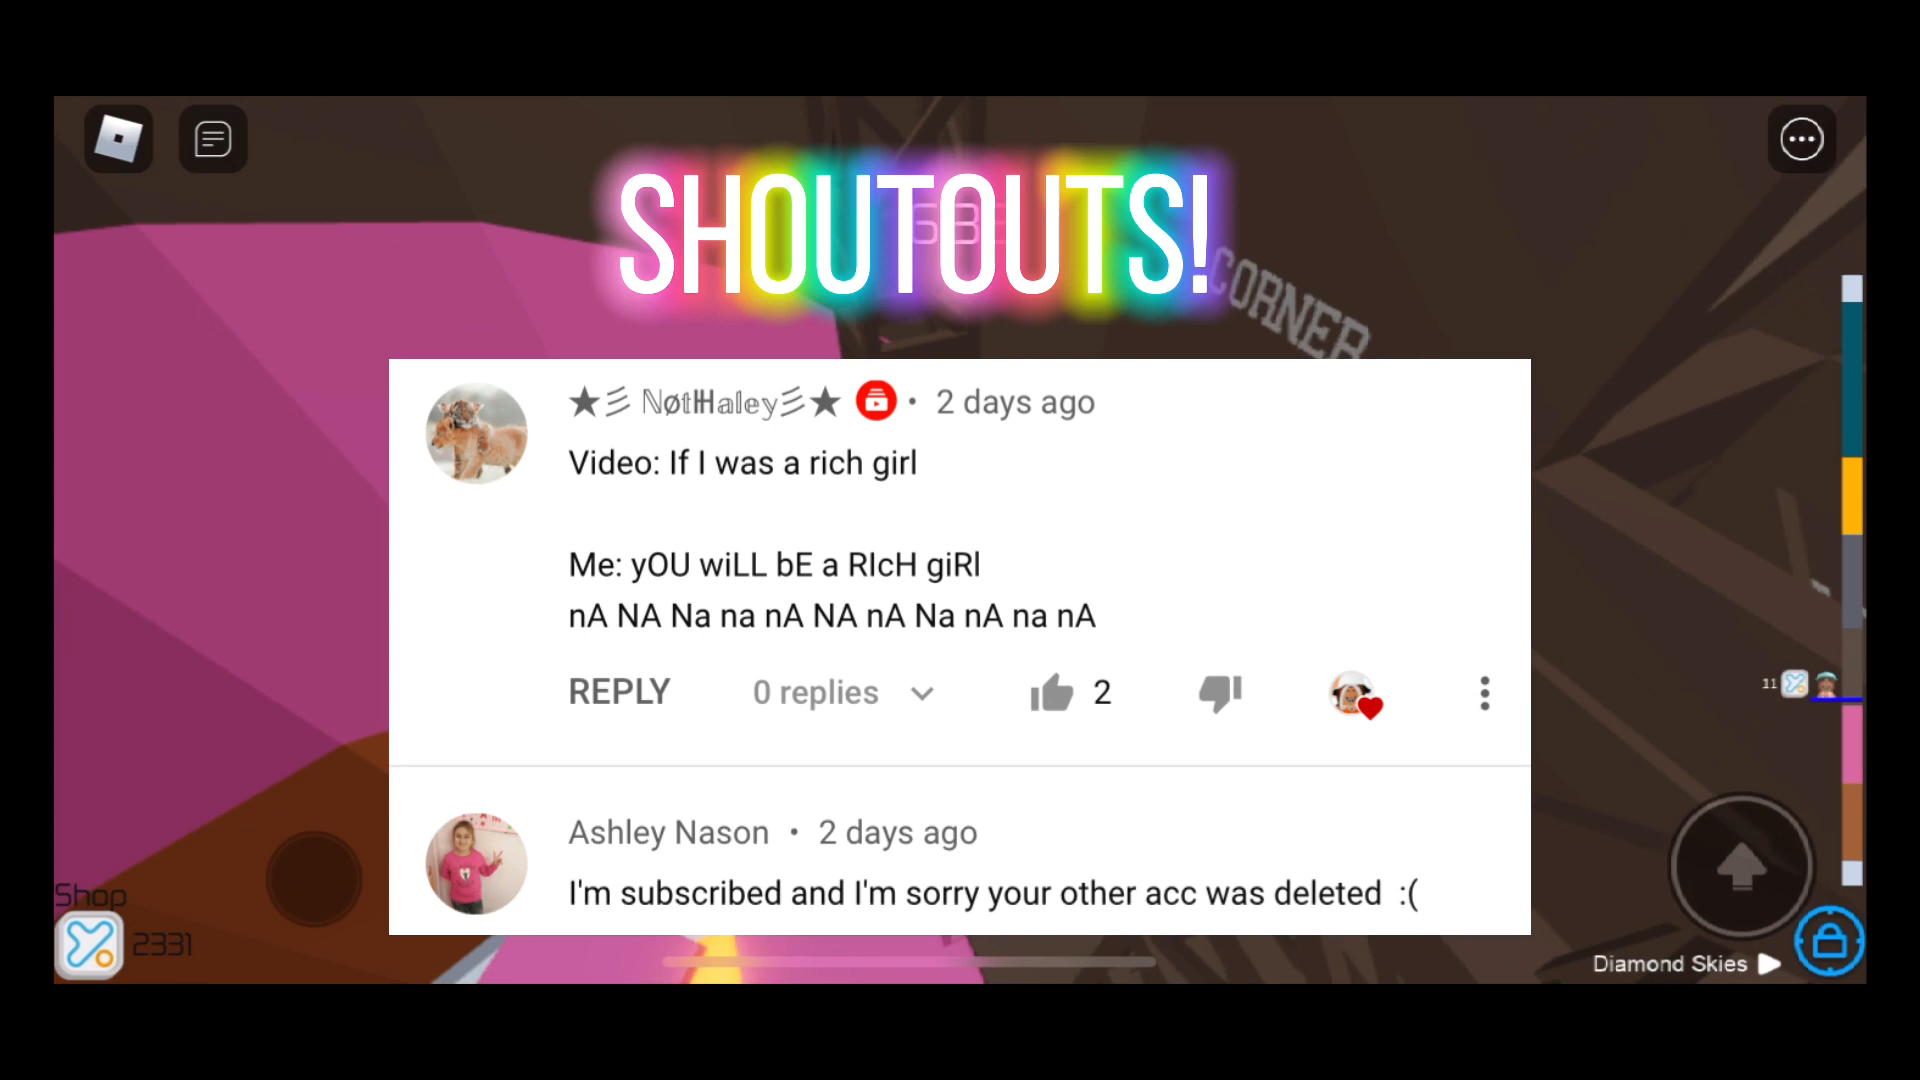 SHOUTOUTS!
CORNER
★彡 NøtHaley彡★ • 2 days ago
Video: If I was a rich girl
Me: yOU wiLL bE a RIcH giRl
nA NA Na na nA NA nA Na nA na nA
REPLY 0 replies 2
11
Ashley Nason • 2 days ago
I'm subscribed and I'm sorry your other acc was deleted :(
Shop
2331
Diamond Skies